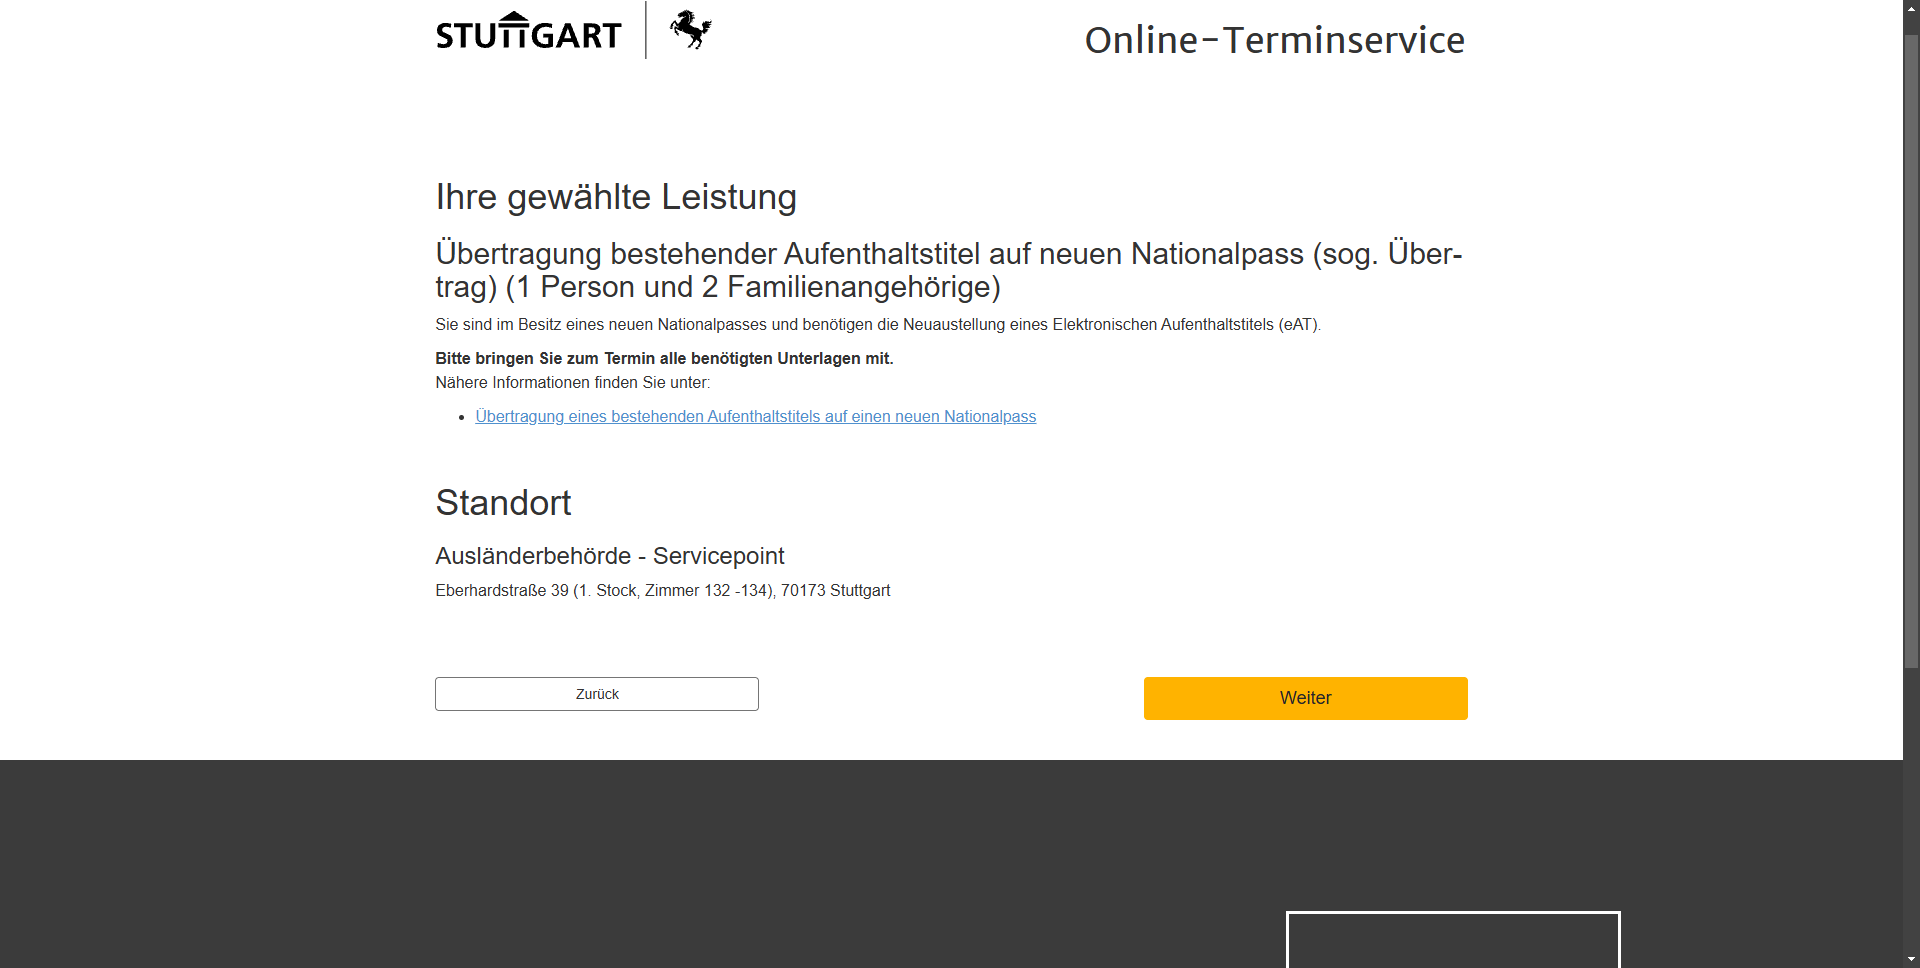 STUTTGART
Online-Terminservice
Ihre gewählte Leistung
Übertragung bestehender Aufenthaltstitel auf neuen Nationalpass (sog. Über-
trag) (1 Person und 2 Familienangehörige)
Sie sind im Besitz eines neuen Nationalpasses und benötigen die Neuaustellung eines Elektronischen Aufenthaltstitels (eAT).
Bitte bringen Sie zum Termin alle benötigten Unterlagen mit.
Nähere Informationen finden Sie unter:
• Übertragung eines bestehenden Aufenthaltstitels auf einen neuen Nationalpass
Standort
Ausländerbehörde - Servicepoint
Eberhardstraße 39 (1. Stock, Zimmer 132 -134), 70173 Stuttgart
Zurück
Weiter